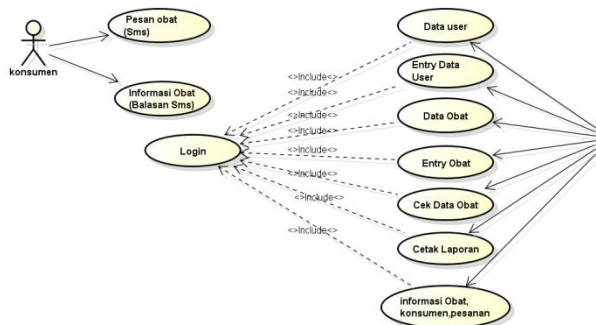 Pesan obat
(Sms)
konsumen
Informasi Obat
(Balasan Sms)
Login
Data user
<>Include<>
Entry Data
User
<>Include<>
Data Obat
<>Include<>
<>Include<>
Entry Obat
<>Include<>
Cek Data Obat
<>Include<>
Cetak Laporan
<>Include<>
informasi Obat,
konsumen,pesanan